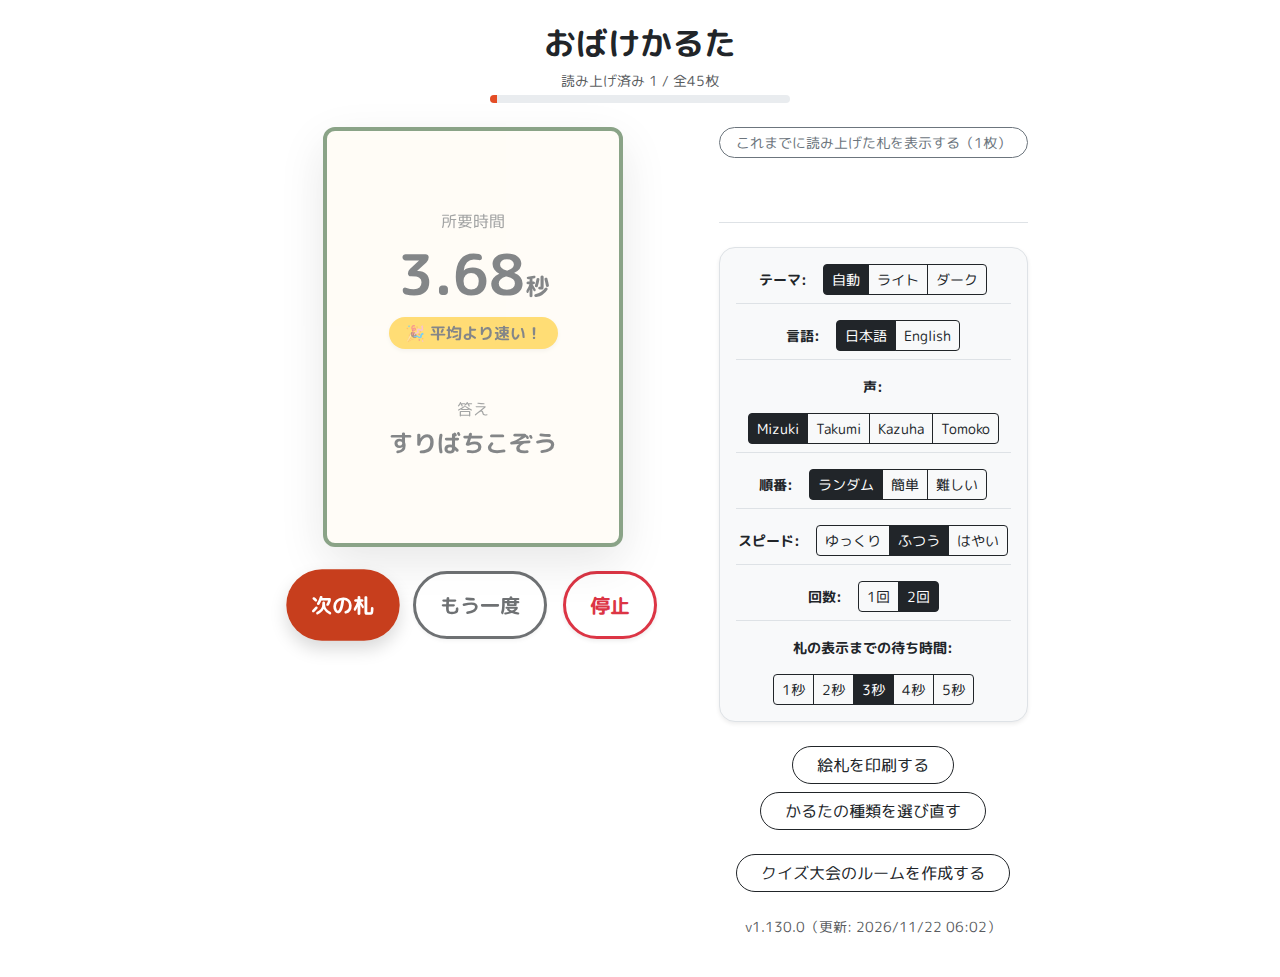 おばけかるた
読み上げ済み 1 / 全45枚
所要時間
3.68秒
🎉 平均より速い！
答え
すりばちこぞう
次の札
もう一度
停止
これまでに読み上げた札を表示する（1枚）
テーマ: 自動 ライト ダーク
言語: 日本語 English
声:
Mizuki Takumi Kazuha Tomoko
順番: ランダム 簡単 難しい
スピード: ゆっくり ふつう はやい
回数: 1回 2回
札の表示までの待ち時間:
1秒 2秒 3秒 4秒 5秒
絵札を印刷する
かるたの種類を選び直す
クイズ大会のルームを作成する
v1.130.0（更新: 2026/11/22 06:02）